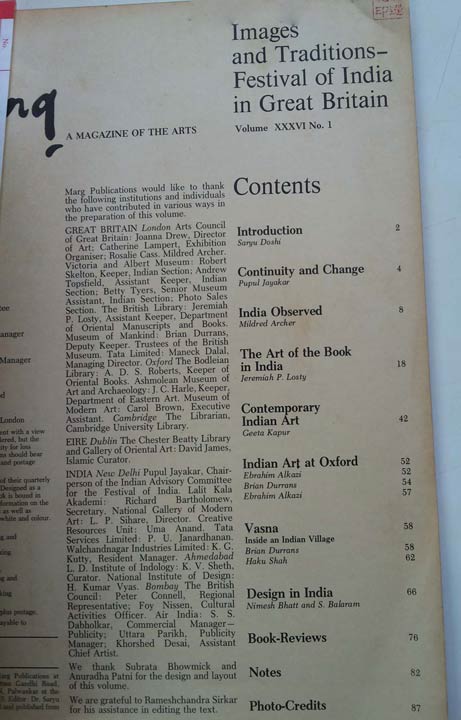 Images
and Traditions–
Festival of India
in Great Britain
Volume XXXVI No. 1
A MAGAZINE OF THE ARTS
Marg Publications would like to thank
the following institutions and individuals
who have contributed in various ways in
the preparation of this volume.
GREAT BRITAIN London Arts Council
of Great Britain: Joanna Drew, Director
of Art; Catherine Lampert, Exhibition
Organiser; Rosalie Cass. Mildred Archer.
Victoria and Albert Museum: Robert
Skelton, Keeper, Indian Section; Andrew
Topsfield, Assistant Keeper, Indian
Section; Betty Tyers, Senior Museum
Assistant, Indian Section; Photo Sales
Section. The British Library: Jeremiah
P. Losty, Assistant Keeper, Department
of Oriental Manuscripts and Books.
Museum of Mankind: Brian Durrans,
Deputy Keeper. Trustees of the British
Museum. Tata Limited: Maneck Dalal,
Managing Director. Oxford The Bodleian
Library: A. D. S. Roberts, Keeper of
Oriental Books. Ashmolean Museum of
Art and Archaeology: J. C. Harle, Keeper,
Department of Eastern Art. Museum of
Modern Art: Carol Brown, Executive
Assistant. Cambridge The Librarian,
Cambridge University Library.
EIRE Dublin The Chester Beatty Library
and Gallery of Oriental Art: David James,
Islamic Curator.
INDIA New Delhi Pupul Jayakar, Chair-
person of the Indian Advisory Committee
for the Festival of India. Lalit Kala
Akademi: Richard Bartholomew,
Secretary. National Gallery of Modern
Art: L. P. Sihare, Director. Creative
Resources Unit: Uma Anand. Tata
Services Limited: P. U. Janardhanan.
Walchandnagar Industries Limited: K. G.
Kutty, Resident Manager. Ahmedabad
L. D. Institute of Indology: K. V. Sheth,
Curator. National Institute of Design:
H. Kumar Vyas. Bombay The British
Council: Peter Connell, Regional
Representative; Foy Nissen, Cultural
Activities Officer. Air India: S. S.
Dabholkar, Commercial Manager—
Publicity; Uttara Parikh, Publicity
Manager; Khorshed Desai, Assistant
Chief Artist.
We thank Subrata Bhowmick and
Anuradha Patni for the design and layout
of this volume.
We are grateful to Rameshchandra Sirkar
for his assistance in editing the text.
Contents
Introduction 2
Saryu Doshi
Continuity and Change 4
Pupul Jayakar
India Observed 8
Mildred Archer
The Art of the Book
in India 18
Jeremiah P. Losty
Contemporary
Indian Art 42
Geeta Kapur
Indian Art at Oxford 52
Ebrahim Alkazi 52
Brian Durrans 54
Ebrahim Alkazi 57
Vasna 58
Inside an Indian Village
Brian Durrans 58
Haku Shah 62
Design in India 66
Nimesh Bhatt and S. Balaram
Book-Reviews 76
Notes 82
Photo-Credits 87